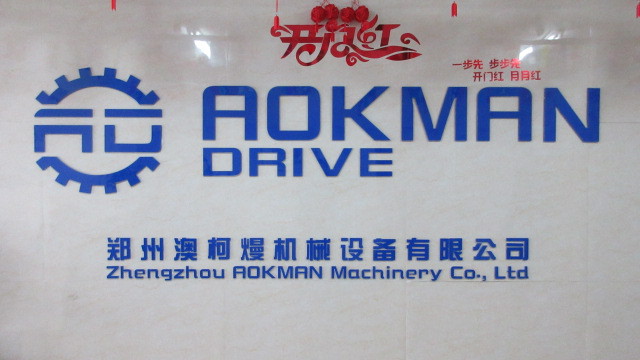 开门红
一步先 步步先
开门红 月月红
AU
AOKMAN
DRIVE
郑州澳柯熳机械设备有限公司
Zhengzhou AOKMAN Machinery Co., Ltd